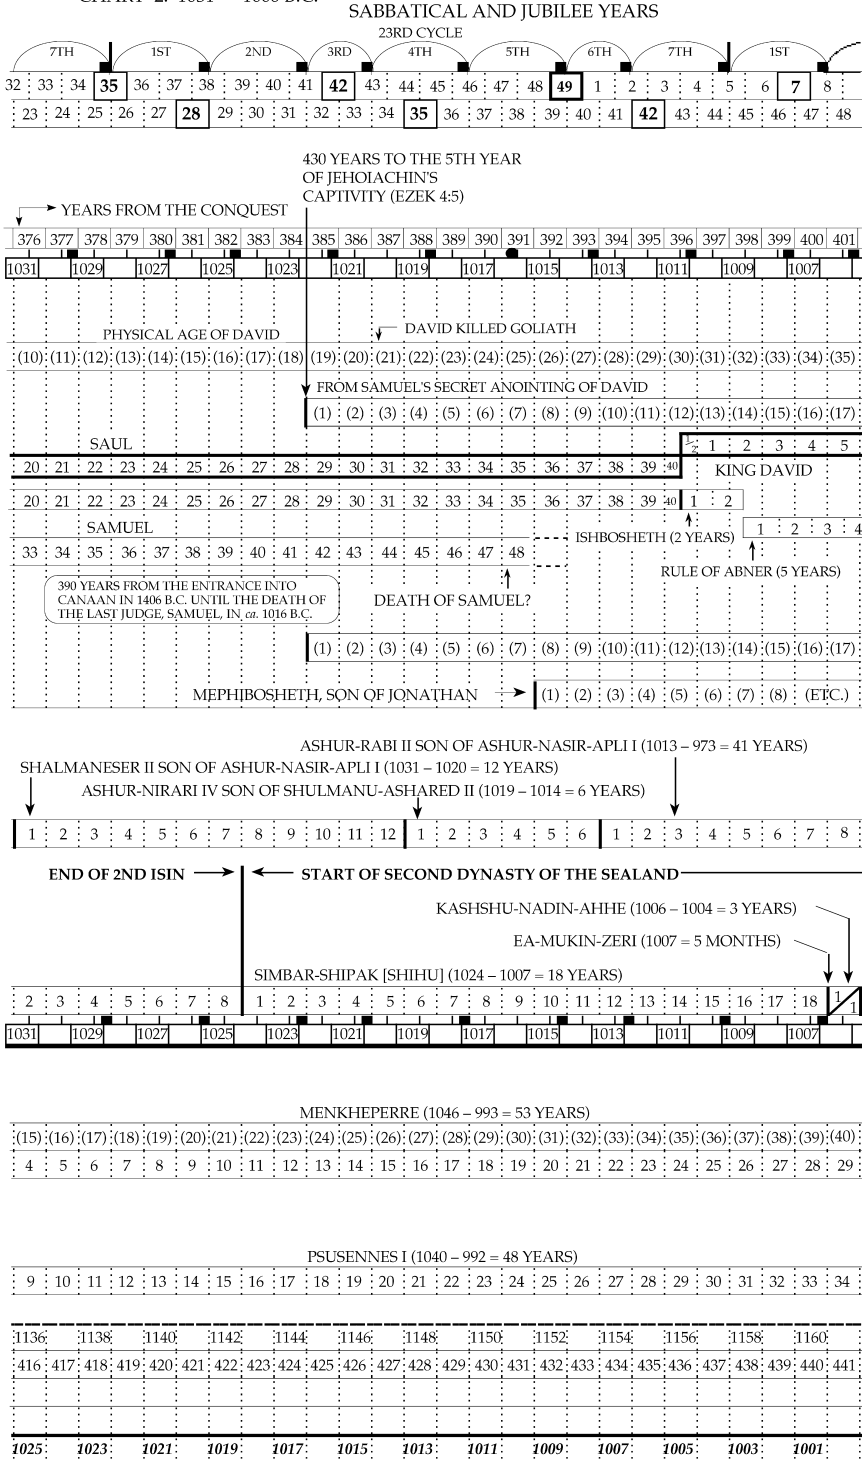 SABBATICAL AND JUBILEE YEARS
23RD CYCLE
7TH 1ST 2ND 3RD 4TH 5TH 6TH 7TH 1ST
32 33 34 35 36 37 38 39 40 41 42 43 44 45 46 47 48 49 1 2 3 4 5 6 7 8
23 24 25 26 27 28 29 30 31 32 33 34 35 36 37 38 39 40 41 42 43 44 45 46 47 48
430 YEARS TO THE 5TH YEAR
OF JEHOIACHIN'S
CAPTIVITY (EZEK 4:5)
YEARS FROM THE CONQUEST
376 377 378 379 380 381 382 383 384 385 386 387 388 389 390 391 392 393 394 395 396 397 398 399 400 401
1031 1029 1027 1025 1023 1021 1019 1017 1015 1013 1011 1009 1007
PHYSICAL AGE OF DAVID DAVID KILLED GOLIATH
(10) (11) (12) (13) (14) (15) (16) (17) (18) (19) (20) (21) (22) (23) (24) (25) (26) (27) (28) (29) (30) (31) (32) (33) (34) (35)
FROM SAMUEL'S SECRET ANOINTING OF DAVID
(1) (2) (3) (4) (5) (6) (7) (8) (9) (10) (11) (12) (13) (14) (15) (16) (17)
SAUL 1/2 1 2 3 4 5
20 21 22 23 24 25 26 27 28 29 30 31 32 33 34 35 36 37 38 39 40 KING DAVID
20 21 22 23 24 25 26 27 28 29 30 31 32 33 34 35 36 37 38 39 40 1 2
SAMUEL ISHBOSHETH (2 YEARS) 1 2 3 4
33 34 35 36 37 38 39 40 41 42 43 44 45 46 47 48
RULE OF ABNER (5 YEARS)
390 YEARS FROM THE ENTRANCE INTO
CANAAN IN 1406 B.C. UNTIL THE DEATH OF
THE LAST JUDGE, SAMUEL, IN ca. 1016 B.C.
DEATH OF SAMUEL?
(1) (2) (3) (4) (5) (6) (7) (8) (9) (10) (11) (12) (13) (14) (15) (16) (17)
MEPHIBOSHETH, SON OF JONATHAN (1) (2) (3) (4) (5) (6) (7) (8) (ETC.)
ASHUR-RABI II SON OF ASHUR-NASIR-APLI I (1013 – 973 = 41 YEARS)
SHALMANESER II SON OF ASHUR-NASIR-APLI I (1031 – 1020 = 12 YEARS)
ASHUR-NIRARI IV SON OF SHULMANU-ASHARED II (1019 – 1014 = 6 YEARS)
1 2 3 4 5 6 7 8 9 10 11 12 1 2 3 4 5 6 1 2 3 4 5 6 7 8
END OF 2ND ISIN START OF SECOND DYNASTY OF THE SEALAND
KASHSHU-NADIN-AHHE (1006 – 1004 = 3 YEARS)
EA-MUKIN-ZERI (1007 = 5 MONTHS)
SIMBAR-SHIPAK [SHIHU] (1024 – 1007 = 18 YEARS)
2 3 4 5 6 7 8 1 2 3 4 5 6 7 8 9 10 11 12 13 14 15 16 17 18 1 1
1031 1029 1027 1025 1023 1021 1019 1017 1015 1013 1011 1009 1007
MENKHEPERRE (1046 – 993 = 53 YEARS)
(15) (16) (17) (18) (19) (20) (21) (22) (23) (24) (25) (26) (27) (28) (29) (30) (31) (32) (33) (34) (35) (36) (37) (38) (39) (40)
4 5 6 7 8 9 10 11 12 13 14 15 16 17 18 19 20 21 22 23 24 25 26 27 28 29
PSUSENNES I (1040 – 992 = 48 YEARS)
9 10 11 12 13 14 15 16 17 18 19 20 21 22 23 24 25 26 27 28 29 30 31 32 33 34
1136 1138 1140 1142 1144 1146 1148 1150 1152 1154 1156 1158 1160
416 417 418 419 420 421 422 423 424 425 426 427 428 429 430 431 432 433 434 435 436 437 438 439 440 441
1025 1023 1021 1019 1017 1015 1013 1011 1009 1007 1005 1003 1001